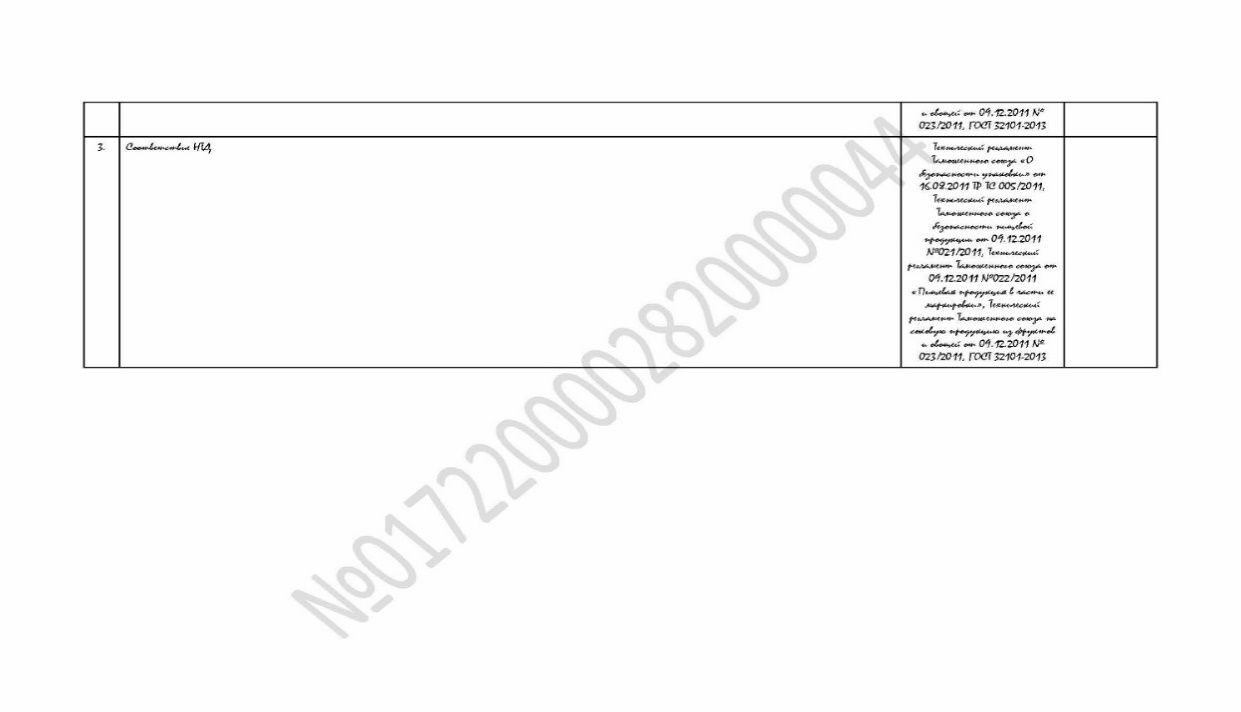 и овощей от 09.12.2011 №
023/2011, ГОСТ 32101-2013
3. Соответствие НТД
Технический регламент
Таможенного союза «О
безопасности упаковки» от
16.08.2011 ТР ТС 005/2011,
Технический регламент
Таможенного союза о
безопасности пищевой
продукции от 09.12.2011
№021/2011, Технический
регламент Таможенного союза от
09.12.2011 №022/2011
«Пищевая продукция в части ее
маркировки», Технический
регламент Таможенного союза на
соковую продукцию из фруктов
и овощей от 09.12.2011 №
023/2011, ГОСТ 32101-2013
№0172200002820000044